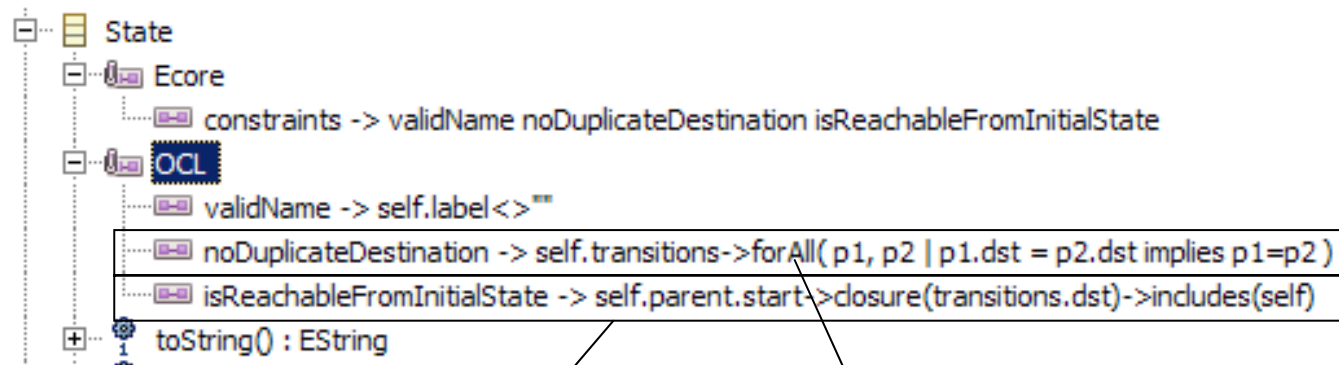 State
Ecore
constraints -> validName noDuplicateDestination isReachableFromInitialState
OCL
validName -> self.label<>""
noDuplicateDestination -> self.transitions->forAll( p1, p2 | p1.dst = p2.dst implies p1=p2 )
isReachableFromInitialState -> self.parent.start->closure(transitions.dst)->includes(self)
1 toString() : EString